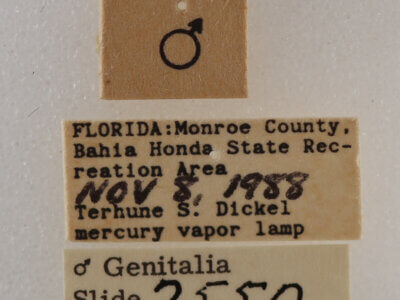 ♂
FLORIDA:Monroe County,
Bahia Honda State Rec-
reation Area
NOV 8, 1988
Terhune S. Dickel
mercury vapor lamp
♂ Genitalia
Slide 2550